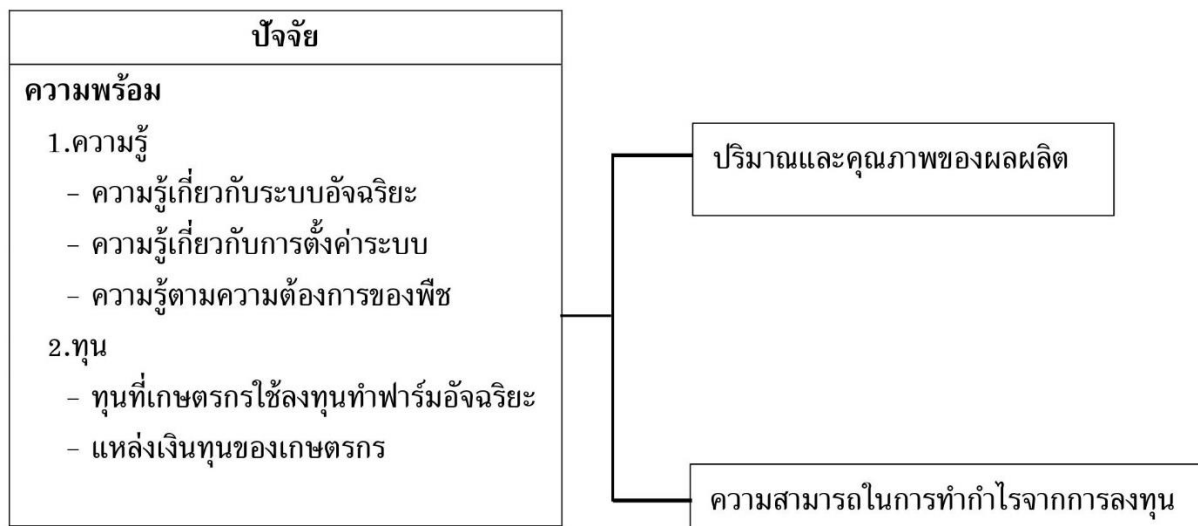 ปัจจัย
ความพร้อม
1.ความรู้
- ความรู้เกี่ยวกับระบบอัจฉริยะ
- ความรู้เกี่ยวกับการตั้งค่าระบบ
- ความรู้ตามความต้องการของพืช
2.ทุน
- ทุนที่เกษตรกรใช้ลงทุนทำฟาร์มอัจฉริยะ
- แหล่งเงินทุนของเกษตรกร
ปริมาณและคุณภาพของผลผลิต
ความสามารถในการทำกำไรจากการลงทุน